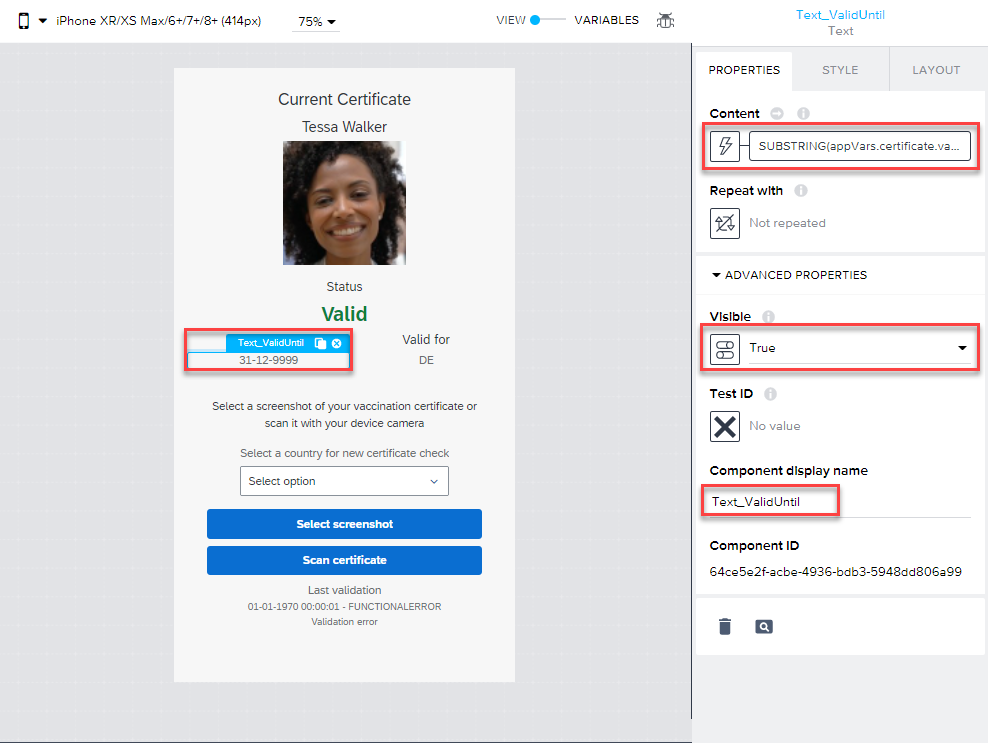 iPhone XR/XS Max/6+/7+/8+ (414px)
75%
VIEW
VARIABLES
Text_ValidUntil
Text
PROPERTIES
STYLE
LAYOUT
Current Certificate
Tessa Walker
Status
Valid
Text_ValidUntil
31-12-9999
Valid for
DE
Select a screenshot of your vaccination certificate or
scan it with your device camera
Select a country for new certificate check
Select option
Select screenshot
Scan certificate
Last validation
01-01-1970 00:00:01 - FUNCTIONALERROR
Validation error
Content
SUBSTRING(appVars.certificate.va...
Repeat with
Not repeated
ADVANCED PROPERTIES
Visible
True
Test ID
No value
Component display name
Text_ValidUntil
Component ID
64ce5e2f-acbe-4936-bdb3-5948dd806a99